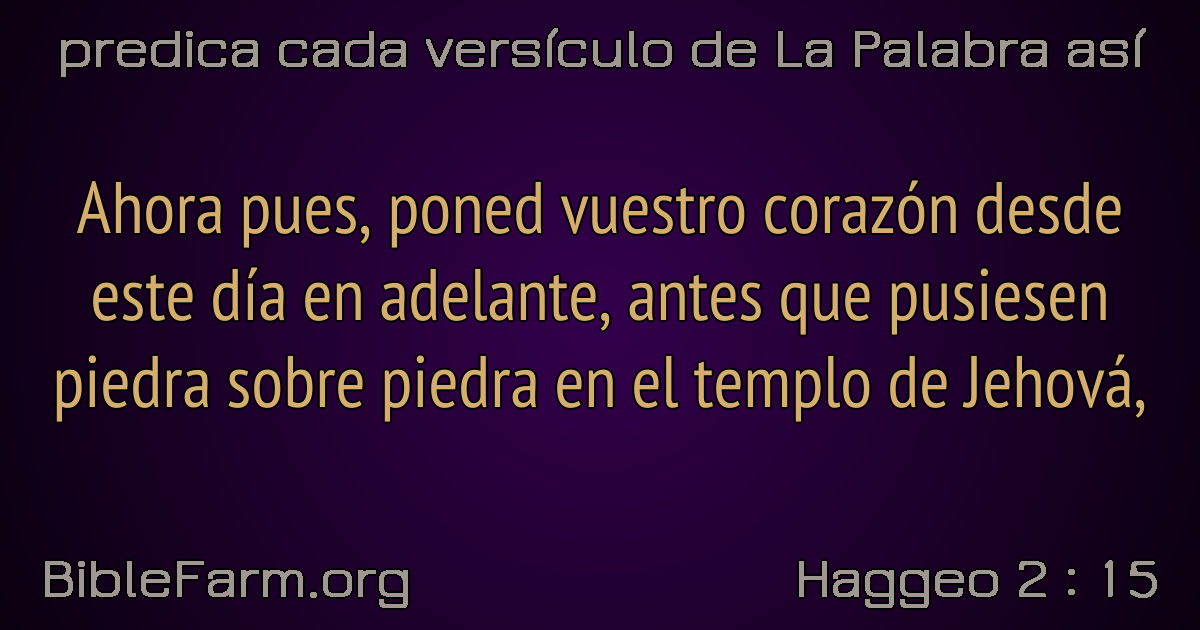 predica cada versículo de La Palabra así
Ahora pues, poned vuestro corazón desde
este día en adelante, antes que pusiesen
piedra sobre piedra en el templo de Jehová,
BibleFarm.org
Haggeo 2 : 15